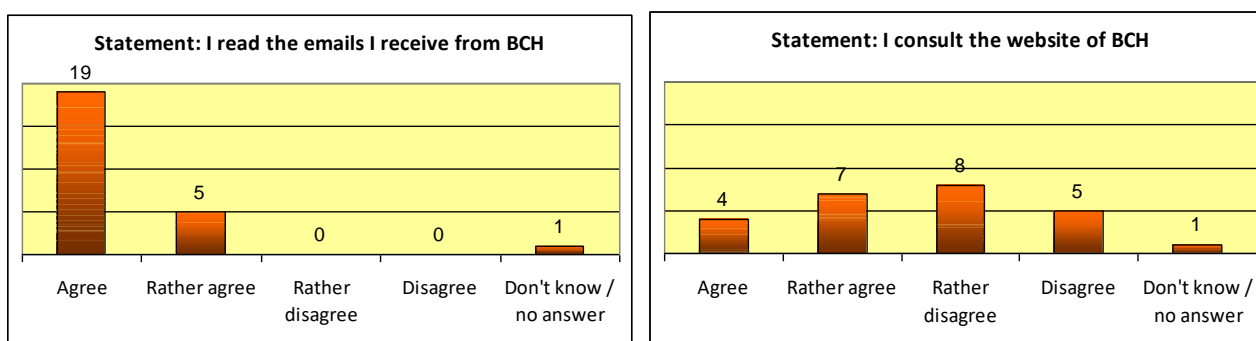 Statement: I read the emails I receive from BCH
19
5
0
0
1
Agree
Rather agree
Rather
disagree
Disagree
Don't know /
no answer
Statement: I consult the website of BCH
4
7
8
5
1
Agree
Rather agree
Rather
disagree
Disagree
Don't know /
no answer